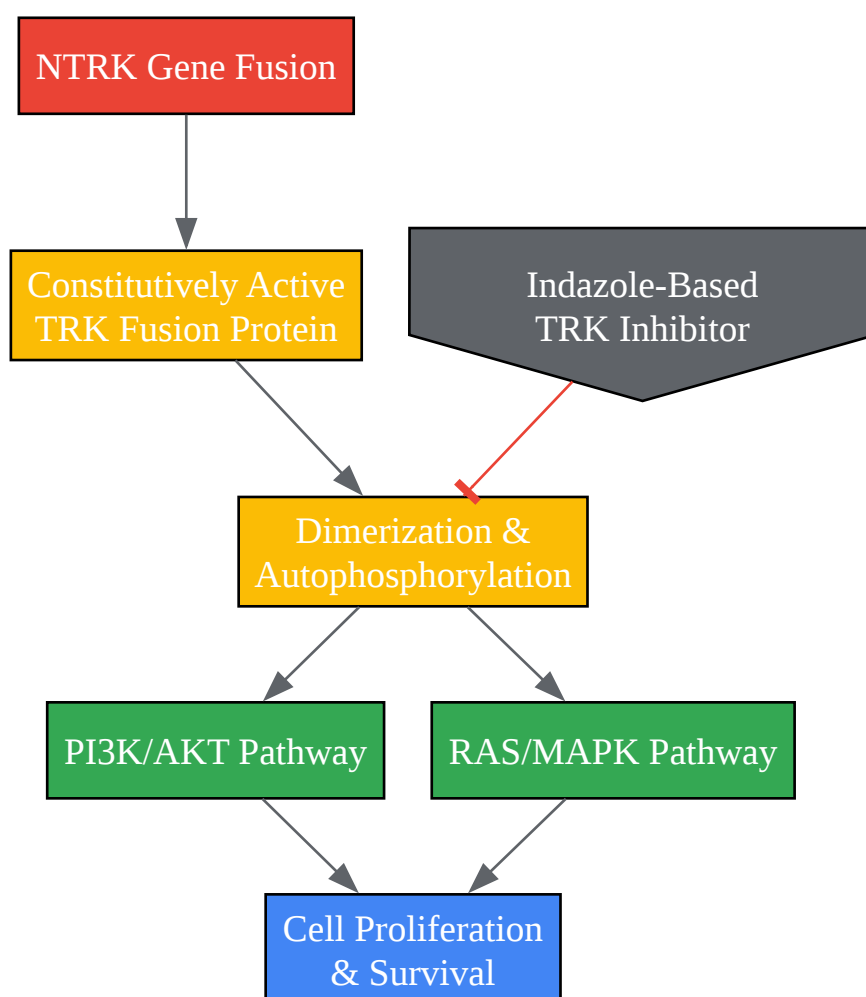 NTRK Gene Fusion
Constitutively Active
TRK Fusion Protein
Indazole-Based
TRK Inhibitor
Dimerization &
Autophosphorylation
PI3K/AKT Pathway
RAS/MAPK Pathway
Cell Proliferation
& Survival